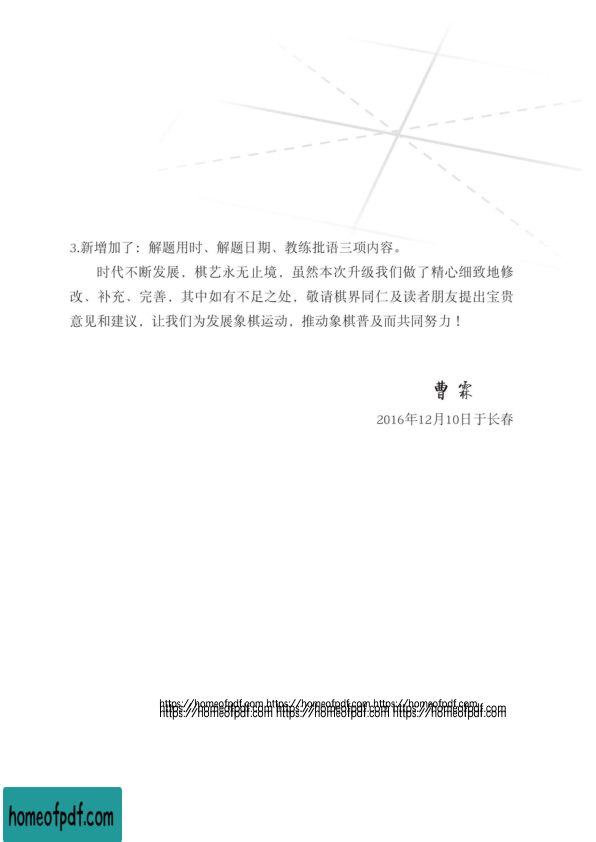 3.新增加了：解题用时、解题日期、教练批语三项内容。
时代不断发展，棋艺永无止境，虽然本次升级我们做了精心细致地修
改、补充、完善，其中如有不足之处，敬请棋界同仁及读者朋友提出宝贵
意见和建议，让我们为发展象棋运动，推动象棋普及而共同努力！
曹霖
2016年12月10日于长春
https://homeofpdf.com https://homeofpdf.com https://homeofpdf.com
https://homeofpdf.com https://homeofpdf.com https://homeofpdf.com
homeofpdf.com